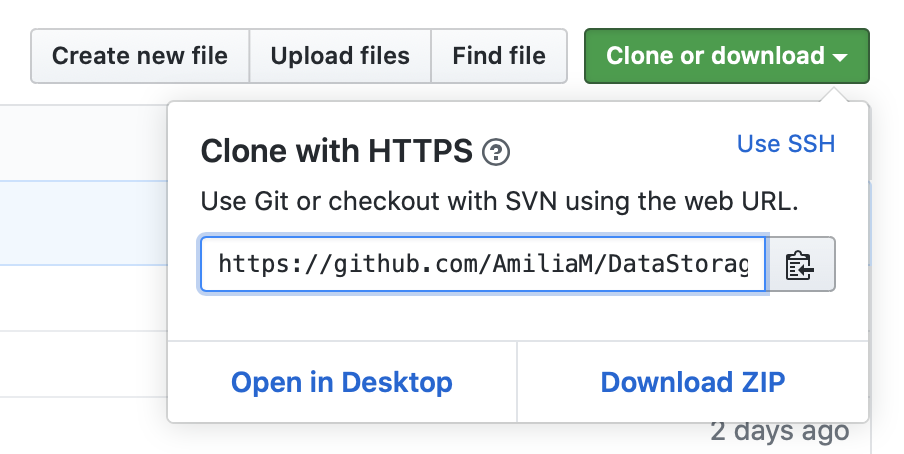 Create new file Upload files Find file Clone or download
Clone with HTTPS ? Use SSH
Use Git or checkout with SVN using the web URL.
https://github.com/AmiliaM/DataStorag
Open in Desktop Download ZIP
2 days ago